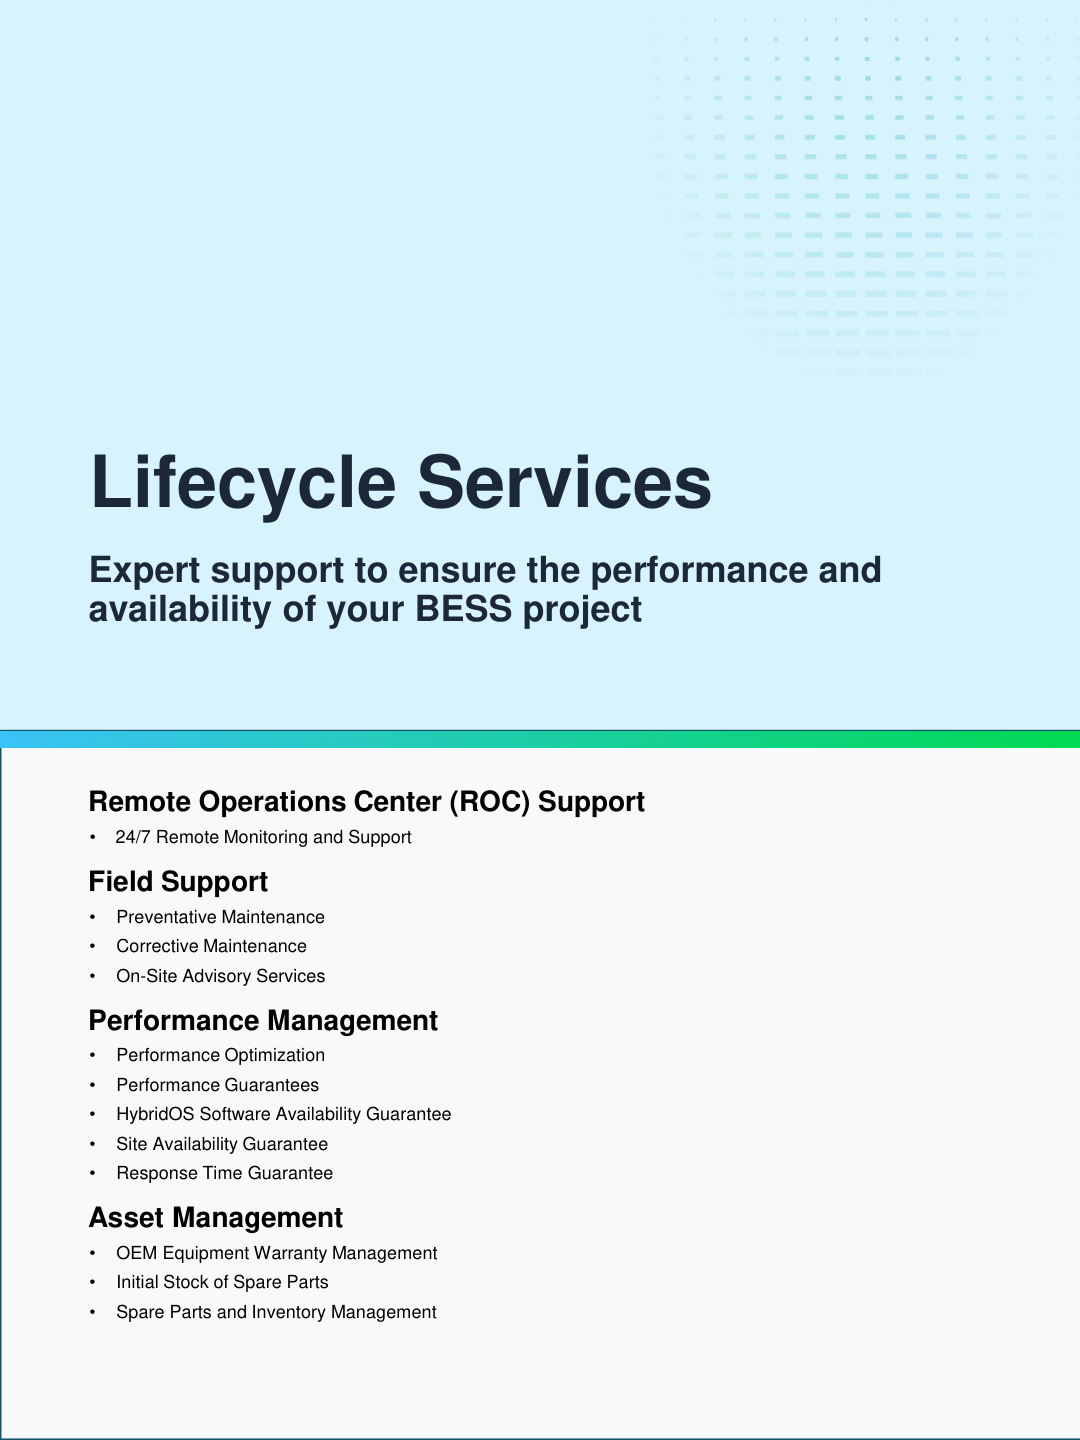 Lifecycle Services
Expert support to ensure the performance and
availability of your BESS project
Remote Operations Center (ROC) Support
• 24/7 Remote Monitoring and Support
Field Support
• Preventative Maintenance
• Corrective Maintenance
• On-Site Advisory Services
Performance Management
• Performance Optimization
• Performance Guarantees
• HybridOS Software Availability Guarantee
• Site Availability Guarantee
• Response Time Guarantee
Asset Management
• OEM Equipment Warranty Management
• Initial Stock of Spare Parts
• Spare Parts and Inventory Management